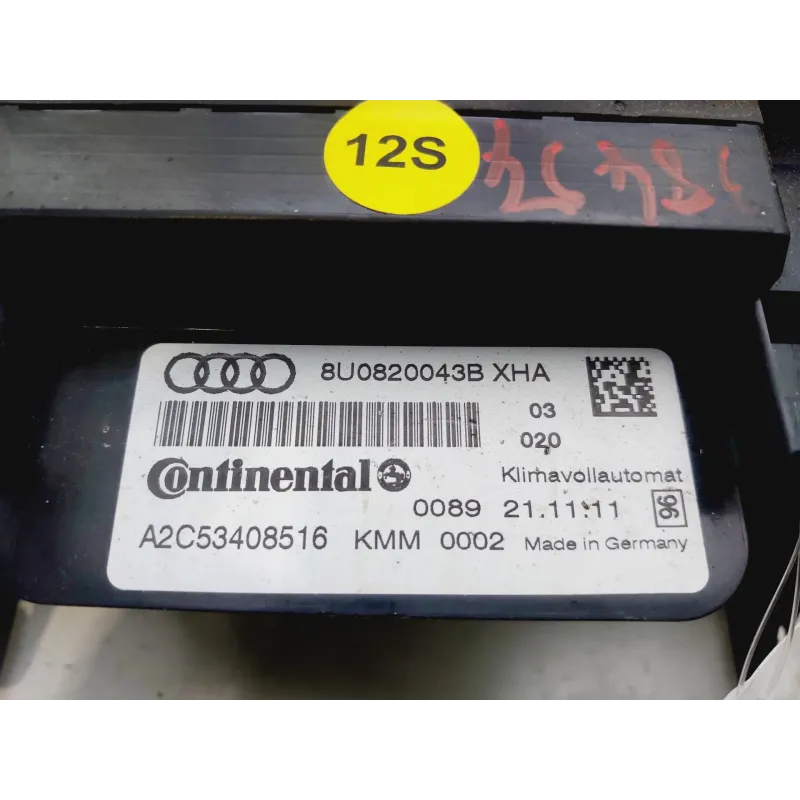 12S
8U0820043B XHA
03
020
Continental
Klimavollautomat
0089 21.11.11 96
A2C53408516 KMM 0002 Made in Germany